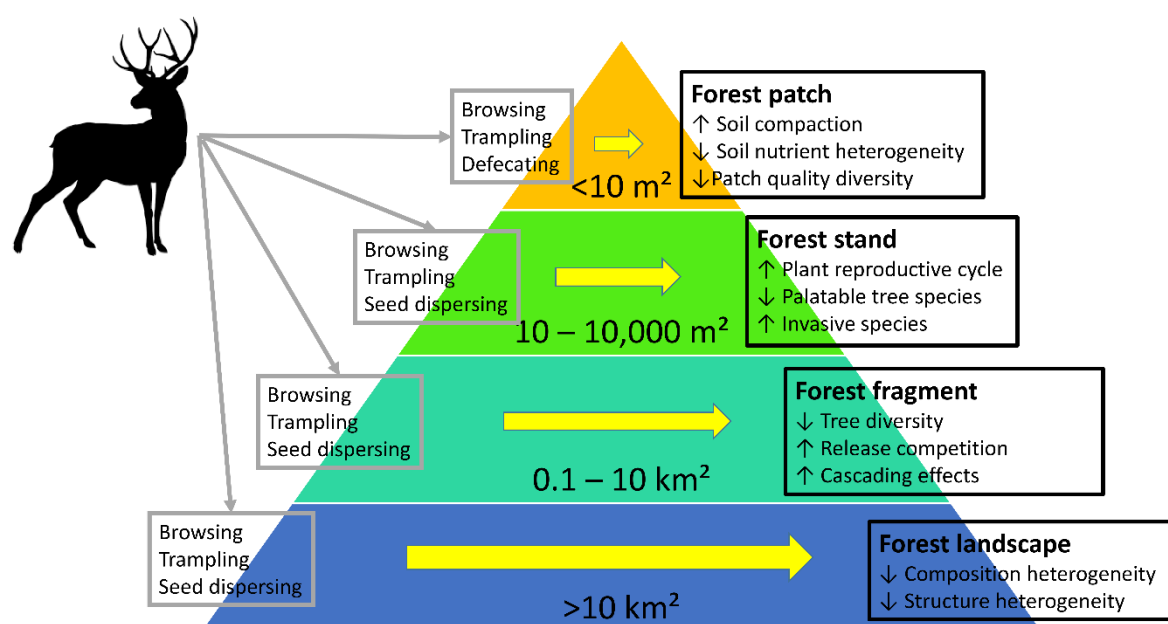 Browsing
Trampling
Defecating
<10 m²
Forest patch
↑ Soil compaction
↓ Soil nutrient heterogeneity
↓Patch quality diversity
Browsing
Trampling
Seed dispersing
10 – 10,000 m²
Forest stand
↑ Plant reproductive cycle
↓ Palatable tree species
↑ Invasive species
Browsing
Trampling
Seed dispersing
0.1 – 10 km²
Forest fragment
↓ Tree diversity
↑ Release competition
↑ Cascading effects
Browsing
Trampling
Seed dispersing
>10 km²
Forest landscape
↓ Composition heterogeneity
↓ Structure heterogeneity